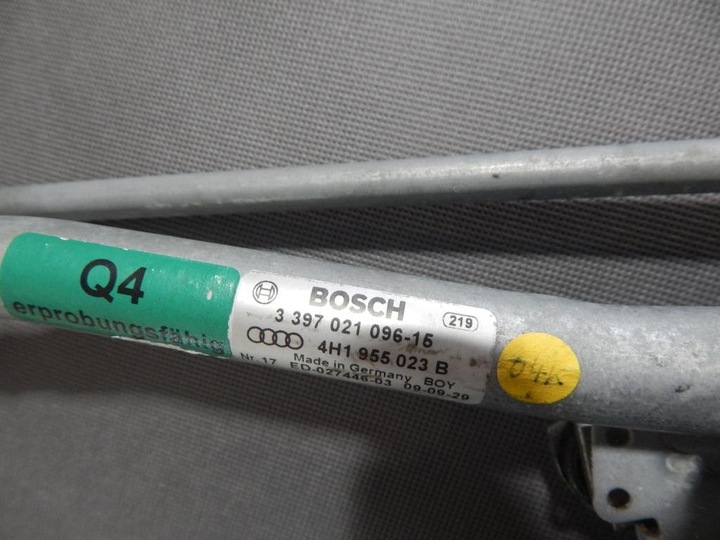 Q4
erprobungsfähig
BOSCH
3 397 021 096-15
219
4H1 955 023 B
Made in Germany BOY
Nr. 17 ED-027446-03 09-09-29
04K